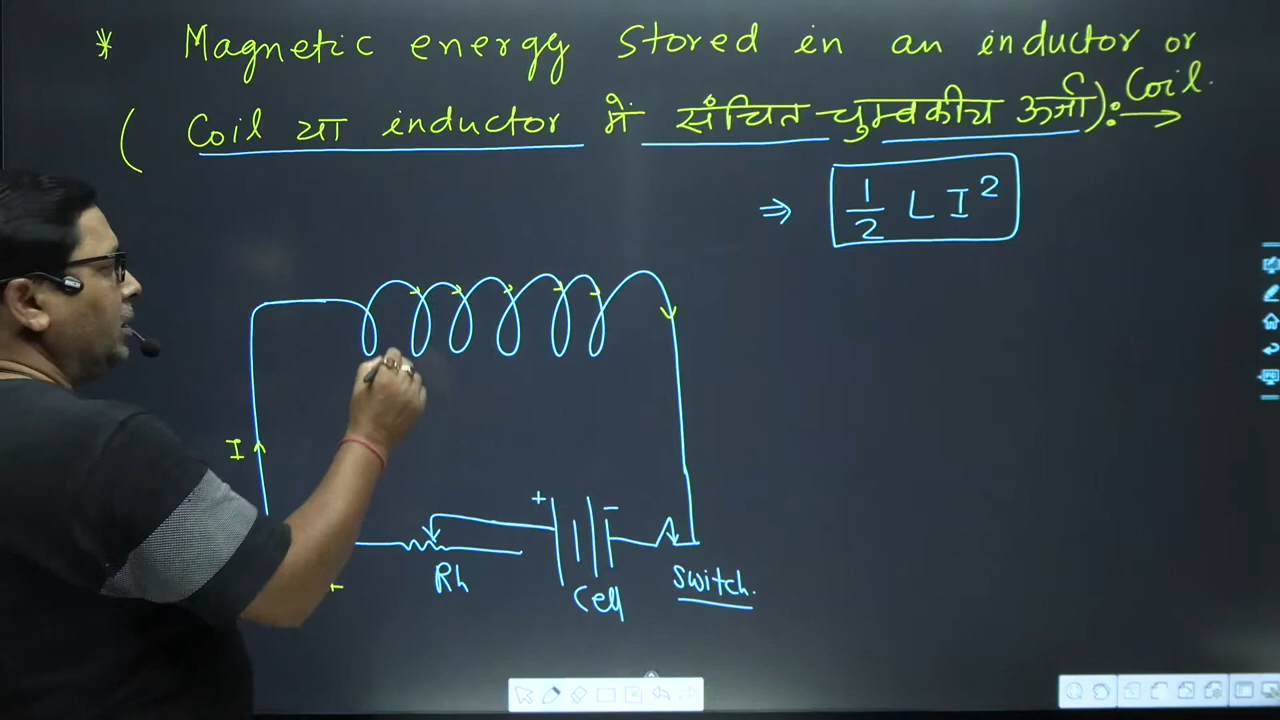 * Magnetic energy stored in an inductor or
( Coil या inductor में संचित चुम्बकीय ऊर्जा) :→ Coil.
⇒ 1/2 L I²
I
+ -
Rh
Cell
Switch.